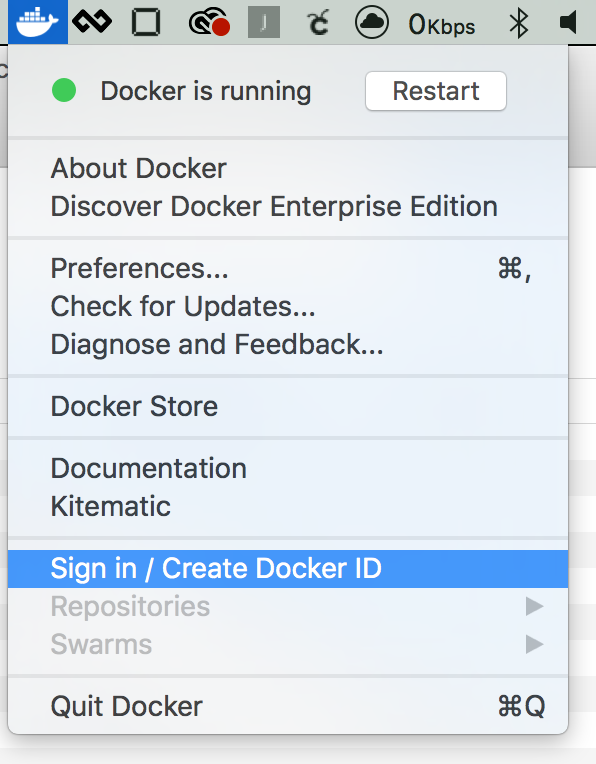 0Kbps
Docker is running
Restart
About Docker
Discover Docker Enterprise Edition
Preferences...
⌘,
Check for Updates...
Diagnose and Feedback...
Docker Store
Documentation
Kitematic
Sign in / Create Docker ID
Repositories
Swarms
Quit Docker
⌘Q